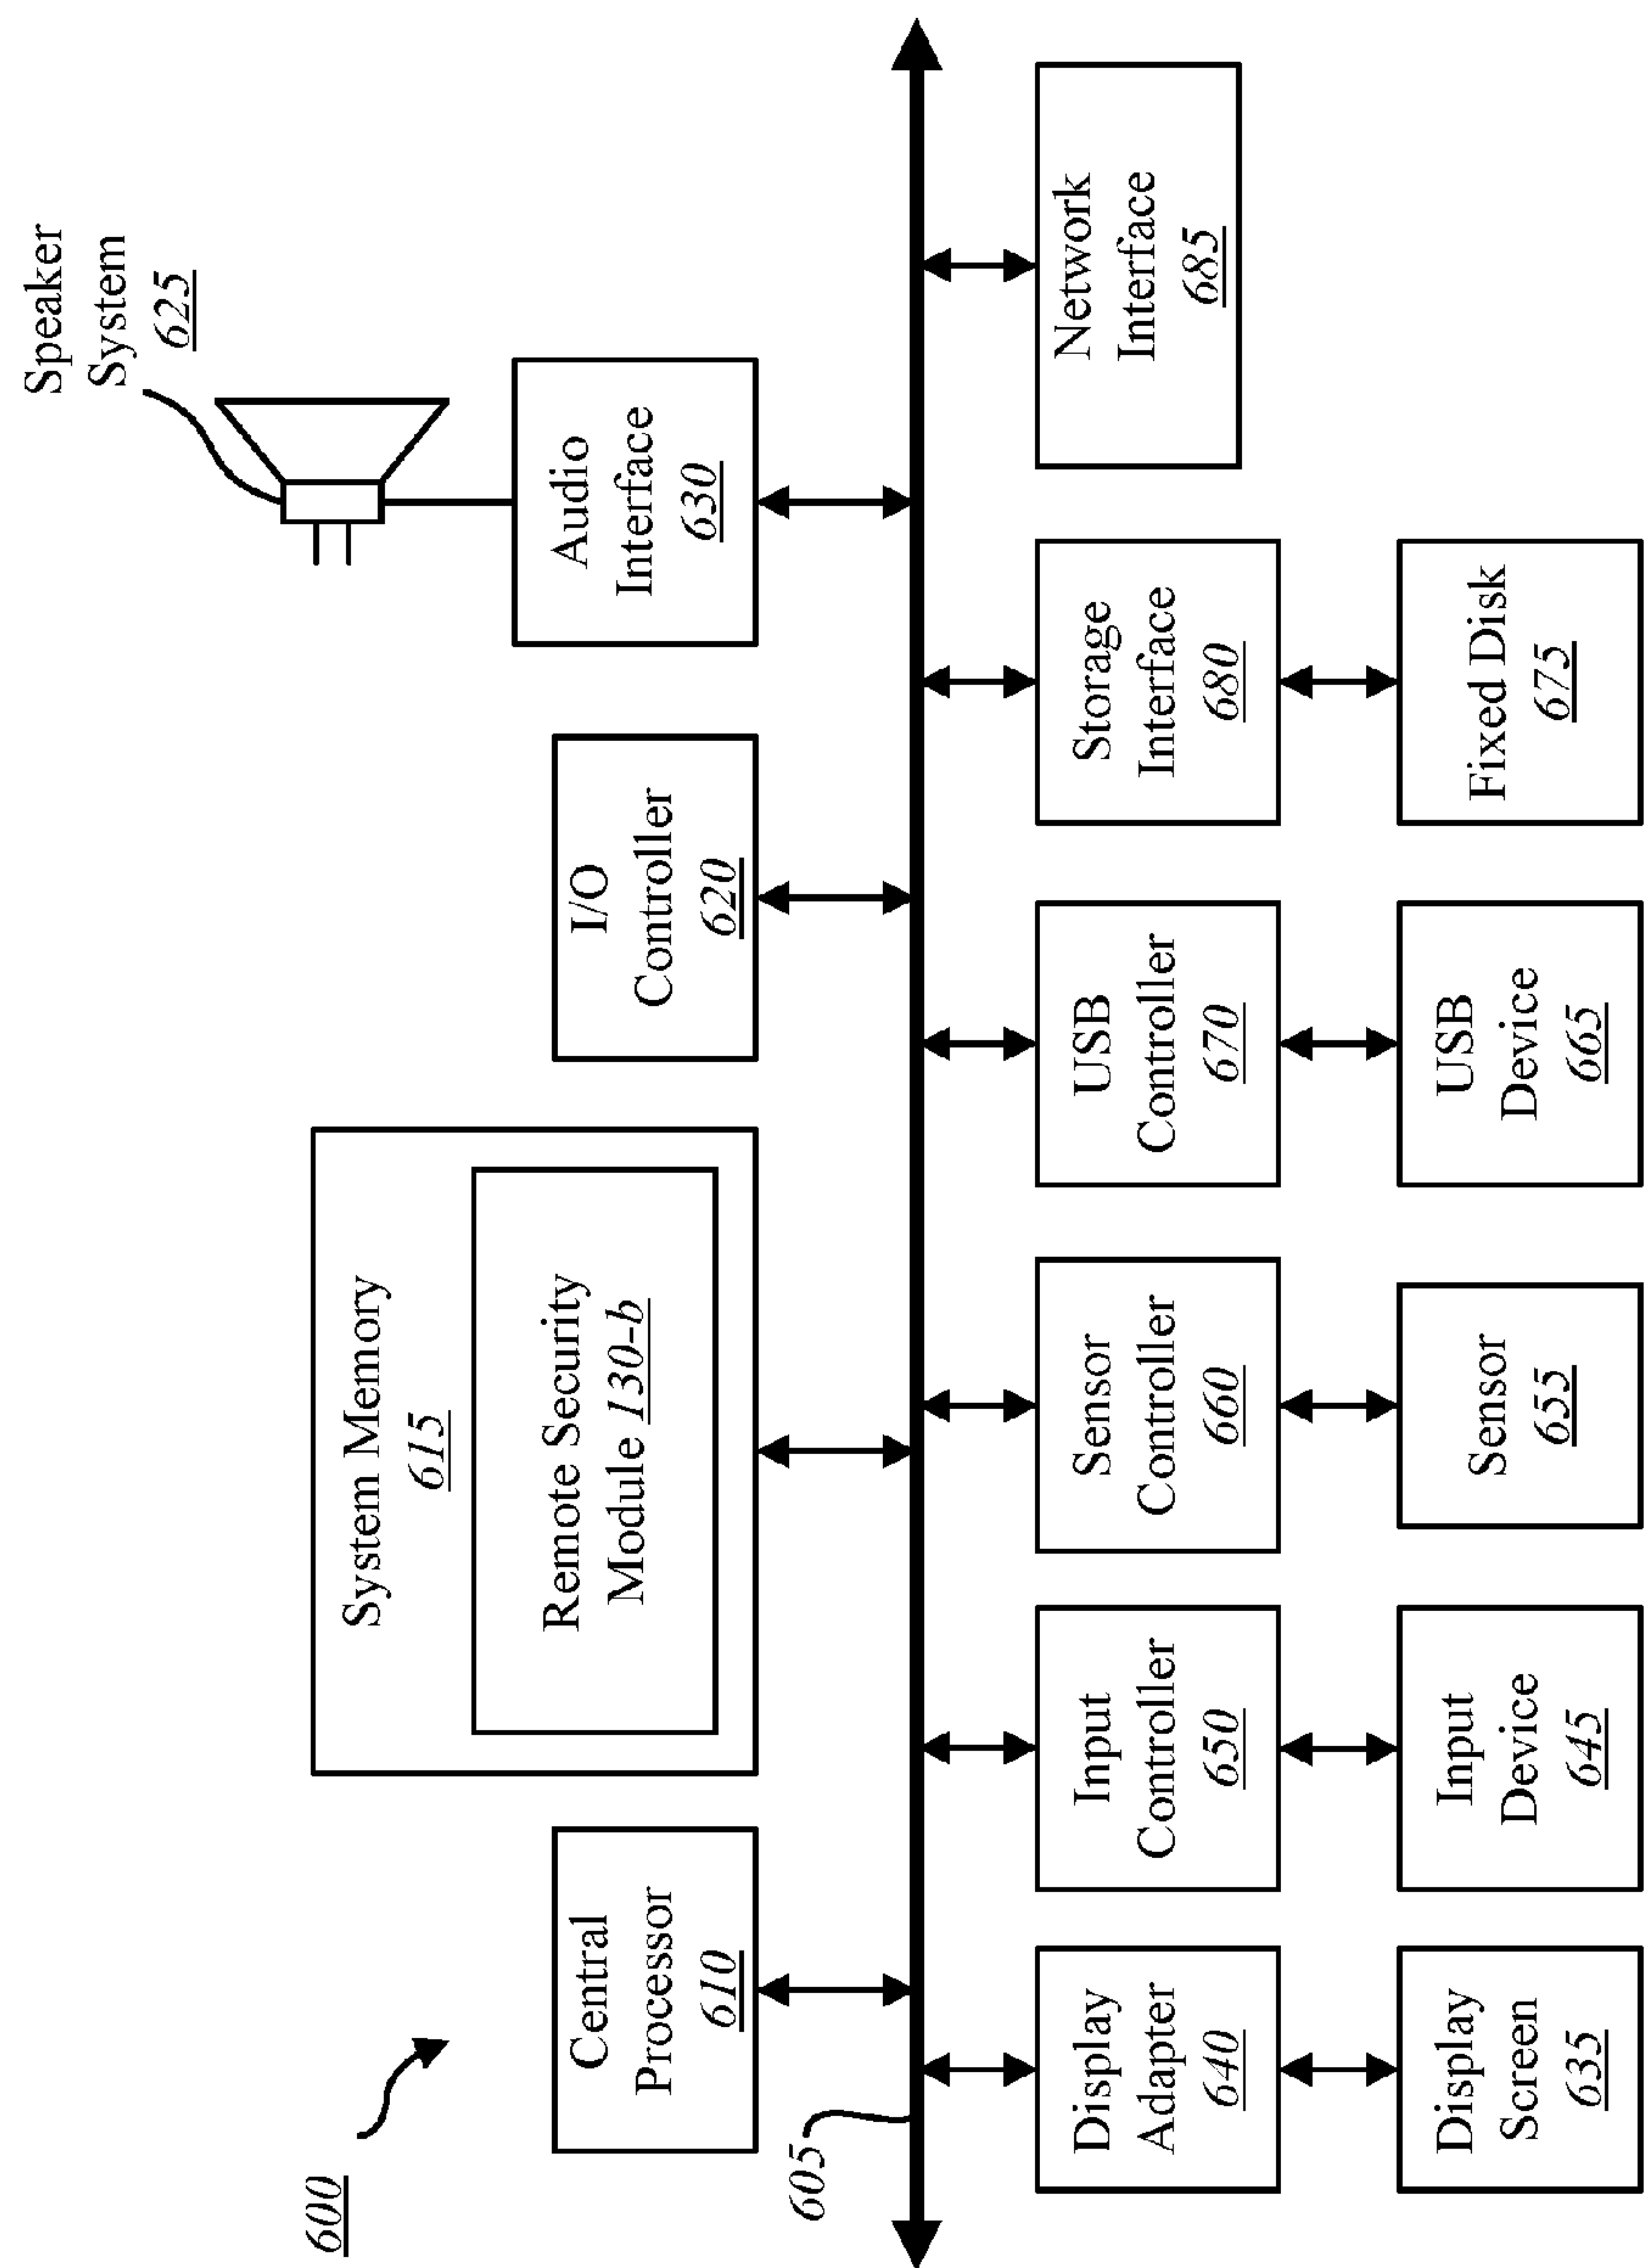 600
Speaker
System
625
System Memory
615
Remote Security
Module 130-b
Central
Processor
610
I/O
Controller
620
Audio
Interface
630
605
Display
Adapter
640
Input
Controller
650
Sensor
Controller
660
USB
Controller
670
Storage
Interface
680
Network
Interface
685
Display
Screen
635
Input
Device
645
Sensor
655
USB
Device
665
Fixed Disk
675